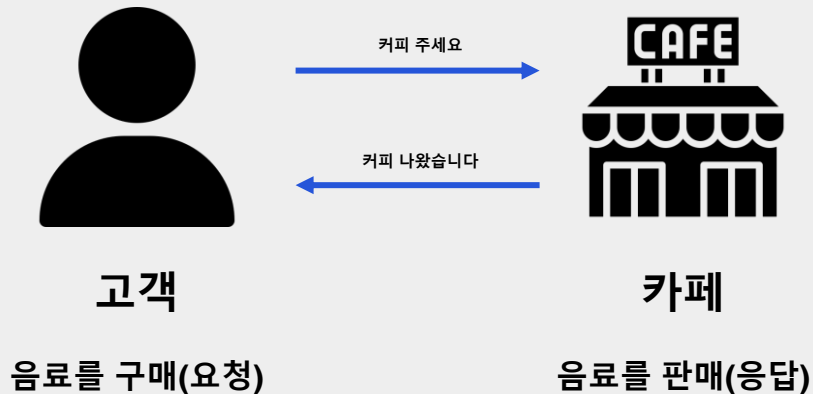 CAFE
커피 주세요
커피 나왔습니다
고객
카페
음료를 구매(요청)
음료를 판매(응답)